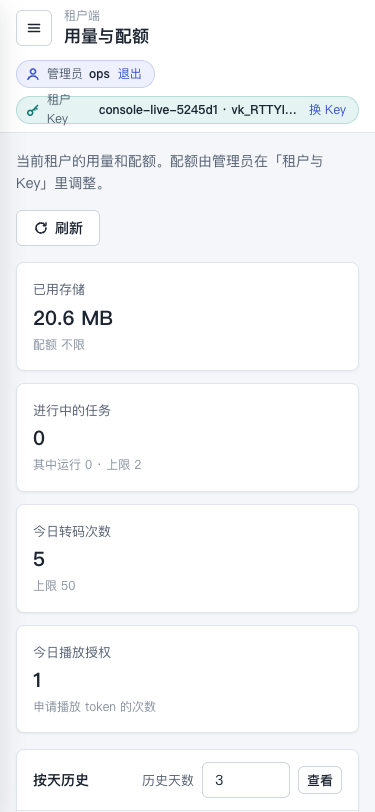 租户端
用量与配额
管理员 ops 退出
租户 Key console-live-5245d1 · vk_RTTYI... 换 Key
当前租户的用量和配额。配额由管理员在「租户与
Key」里调整。
刷新
已用存储
20.6 MB
配额 不限
进行中的任务
0
其中运行 0 · 上限 2
今日转码次数
5
上限 50
今日播放授权
1
申请播放 token 的次数
按天历史 历史天数 3 查看